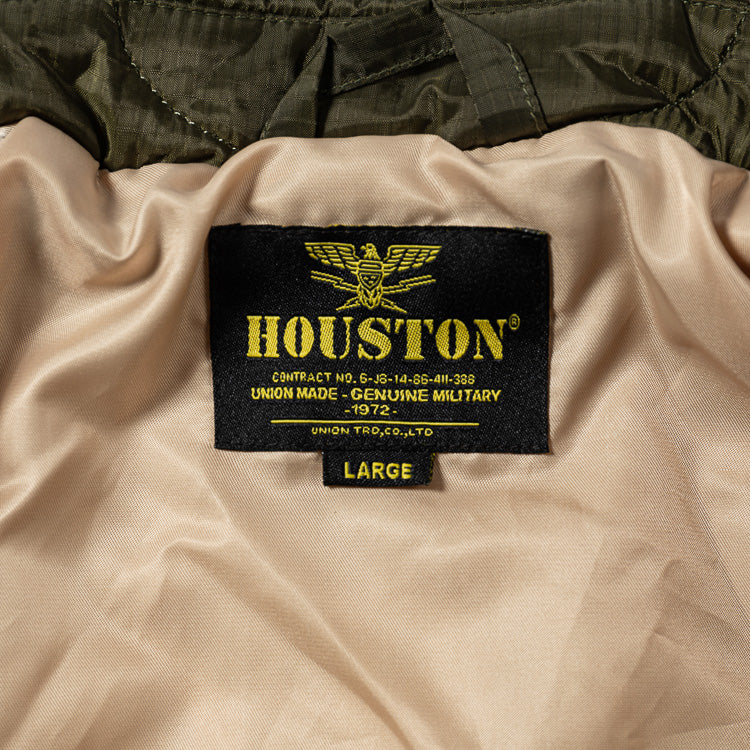 HOUSTON®
CONTRACT NO. 6-J8-14-86-411-388
UNION MADE - GENUINE MILITARY
-1972-
UNION TRD,CO.,LTD
LARGE